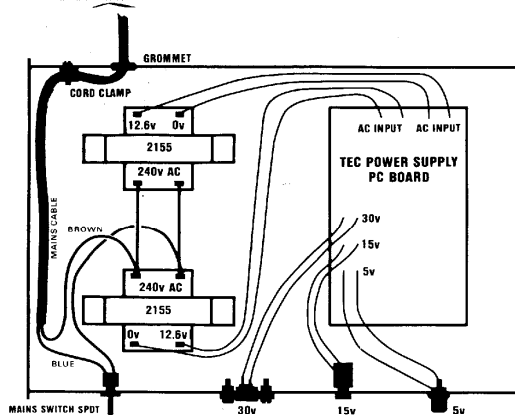 GROMMET
CORD CLAMP
12.6v 0v
2155
240v AC
AC INPUT AC INPUT
TEC POWER SUPPLY
PC BOARD
MAINS CABLE
BROWN
30v
15v
5v
240v AC
2155
0v 12.6v
BLUE
MAINS SWITCH SPDT
30v
15v
5v